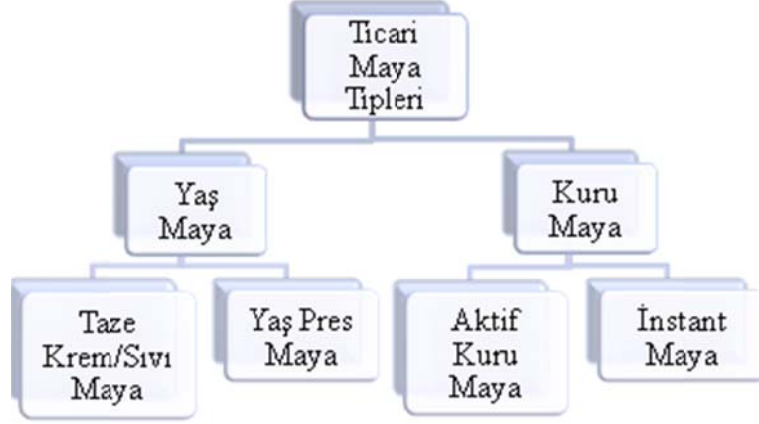 Ticari
Maya
Tipleri
Yaş
Maya
Kuru
Maya
Taze
Krem/Sıvı
Maya
Yaş Pres
Maya
Aktif
Kuru
Maya
İnstant
Maya